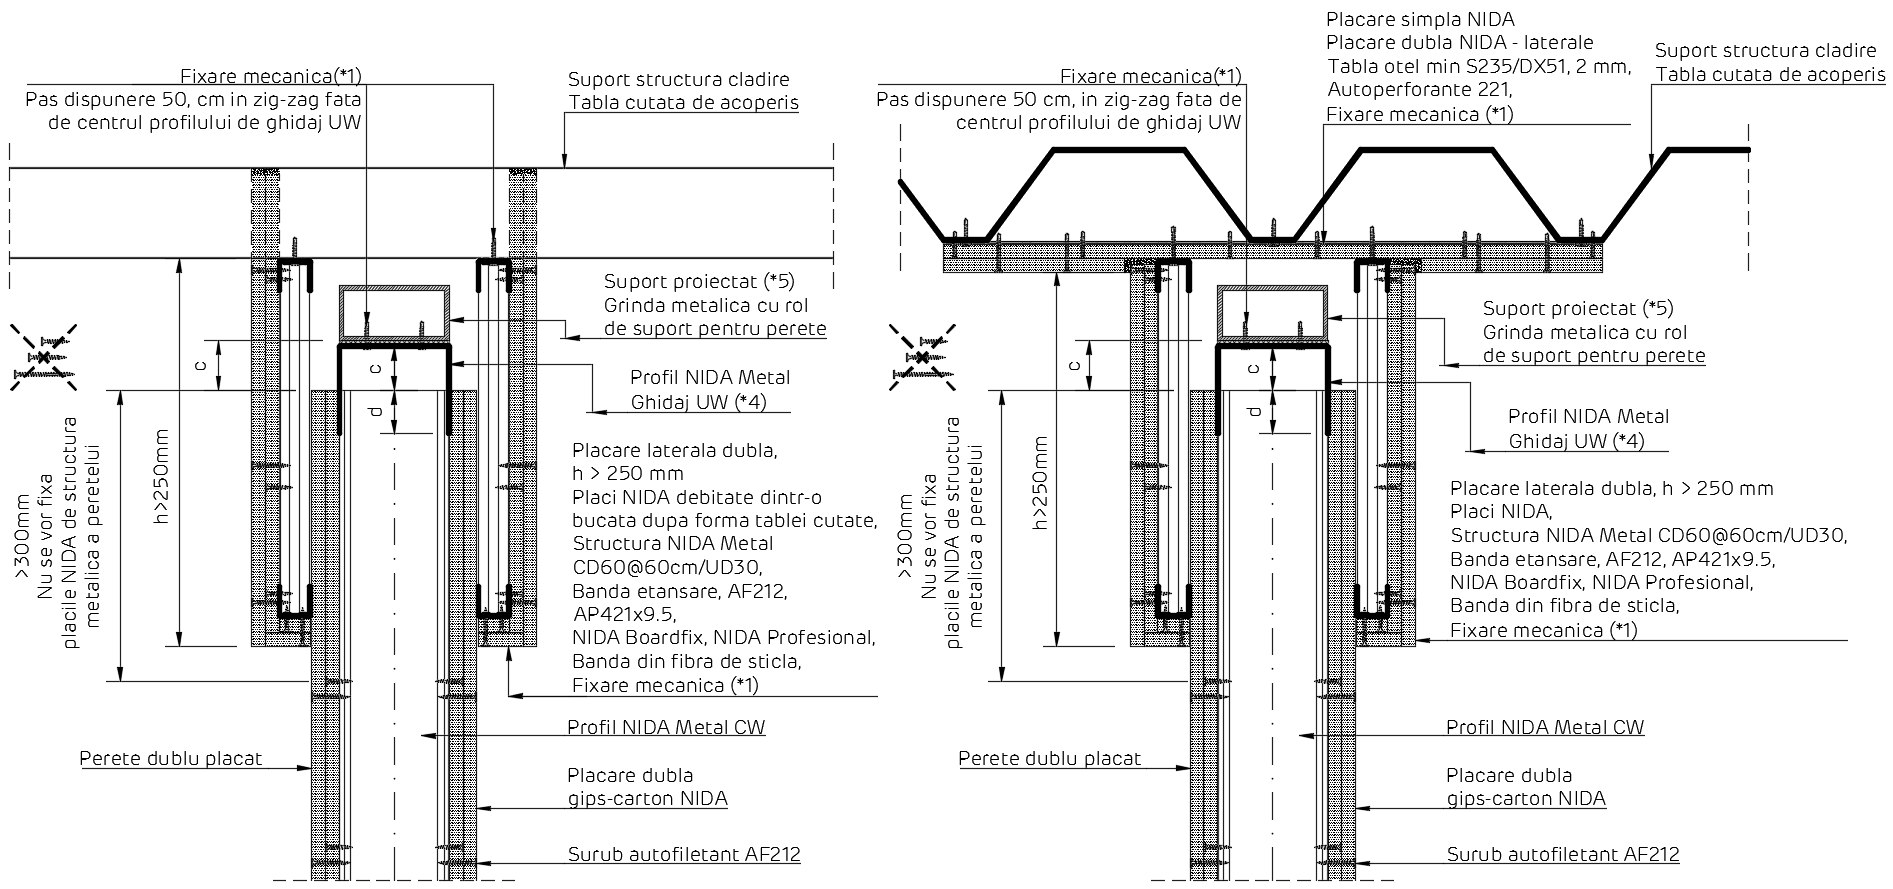 Fixare mecanica(*1)
Pas dispunere 50, cm in zig-zag fata
de centrul profilului de ghidaj UW
Suport structura cladire
Tabla cutata de acoperis
Suport proiectat (*5)
Grinda metalica cu rol
de suport pentru perete
Profil NIDA Metal
Ghidaj UW (*4)
c
c
d
h>250mm
>300mm
Nu se vor fixa
placile NIDA de structura
metalica a peretelui
Placare laterala dubla,
h > 250 mm
Placi NIDA debitate dintr-o
bucata dupa forma tablei cutate,
Structura NIDA Metal
CD60@60cm/UD30,
Banda etansare, AF212,
AP421x9.5,
NIDA Boardfix, NIDA Profesional,
Banda din fibra de sticla,
Fixare mecanica (*1)
Profil NIDA Metal CW
Perete dublu placat
Placare dubla
gips-carton NIDA
Surub autofiletant AF212
Fixare mecanica(*1)
Pas dispunere 50 cm, in zig-zag fata de
centrul profilului de ghidaj UW
Placare simpla NIDA
Placare dubla NIDA - laterale
Tabla otel min S235/DX51, 2 mm,
Autoperforante 221,
Fixare mecanica (*1)
Suport structura cladire
Tabla cutata de acoperis
Suport proiectat (*5)
Grinda metalica cu rol
de suport pentru perete
Profil NIDA Metal
Ghidaj UW (*4)
c
c
d
h>250mm
>300mm
Nu se vor fixa
placile NIDA de structura
metalica a peretelui
Placare laterala dubla, h > 250 mm
Placi NIDA,
Structura NIDA Metal CD60@60cm/UD30,
Banda etansare, AF212, AP421x9.5,
NIDA Boardfix, NIDA Profesional,
Banda din fibra de sticla,
Fixare mecanica (*1)
Profil NIDA Metal CW
Perete dublu placat
Placare dubla
gips-carton NIDA
Surub autofiletant AF212